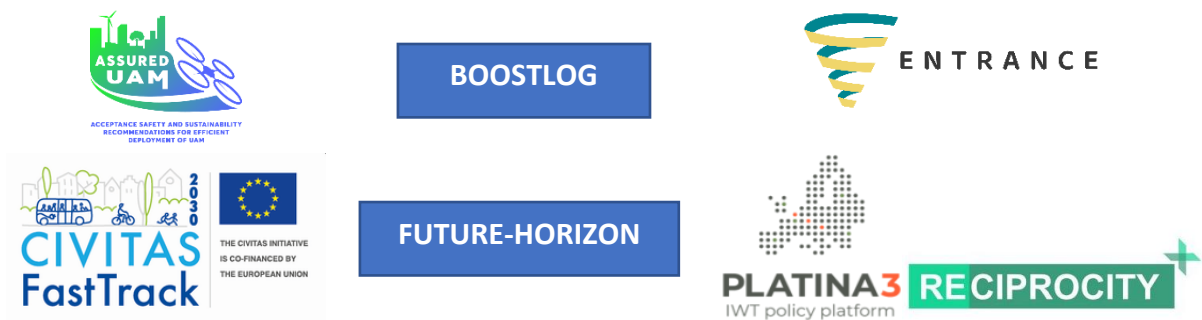 ASSURED
UAM
ACCEPTANCE SAFETY AND SUSTAINABILITY
RECOMMENDATIONS FOR EFFICIENT
DEPLOYMENT OF UAM
BOOSTLOG
ENTRANCE
2030
CIVITAS
FastTrack
THE CIVITAS INITIATIVE
IS CO-FINANCED BY
THE EUROPEAN UNION
FUTURE-HORIZON
PLATINA3
IWT policy platform
RECIPROCITY